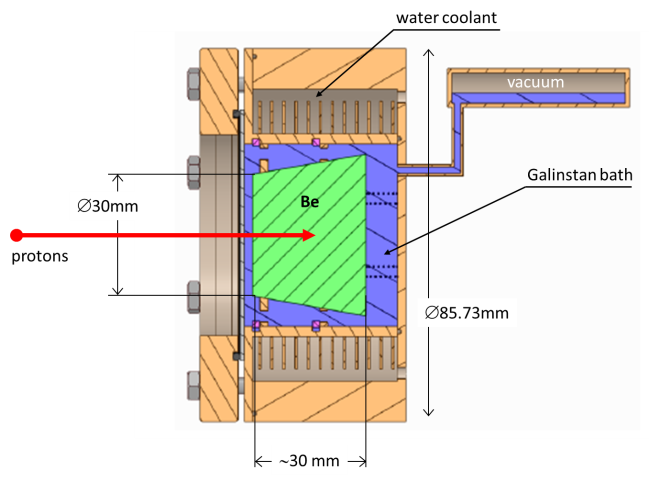 water coolant
vacuum
Galinstan bath
∅30mm
Be
protons
∅85.73mm
~30 mm